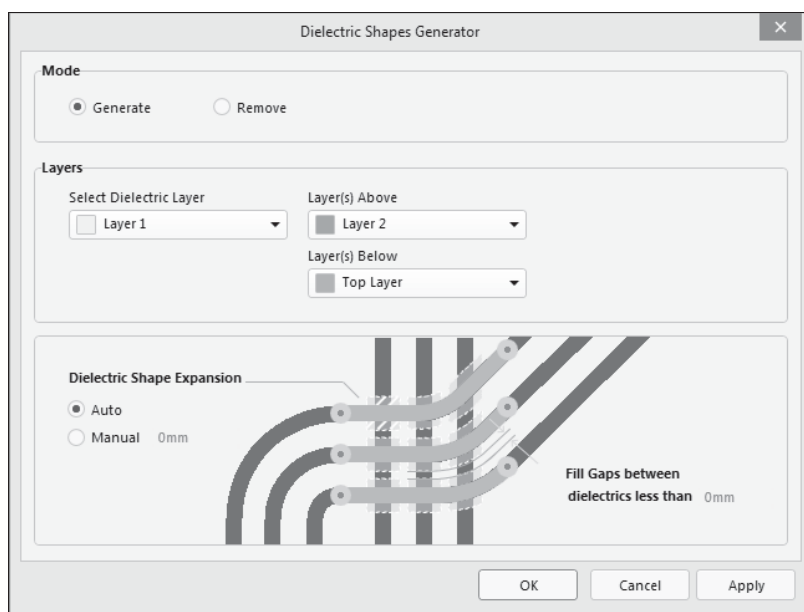 Dielectric Shapes Generator
Mode
Generate
Remove
Layers
Select Dielectric Layer
Layer(s) Above
Layer 1
Layer 2
Layer(s) Below
Top Layer
Dielectric Shape Expansion
Auto
Manual 0mm
Fill Gaps between
dielectrics less than 0mm
OK
Cancel
Apply